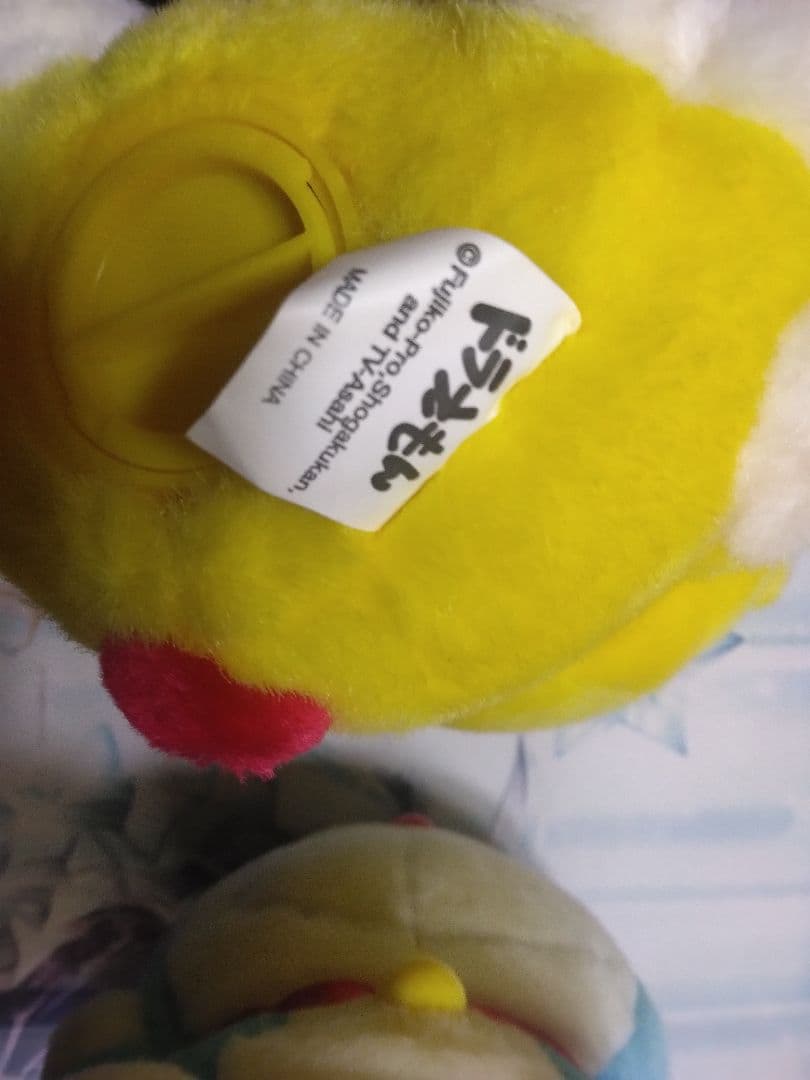 ドラえもん
©Fujiko-Pro,Shogakukan,
and TV-Asahi
MADE IN CHINA